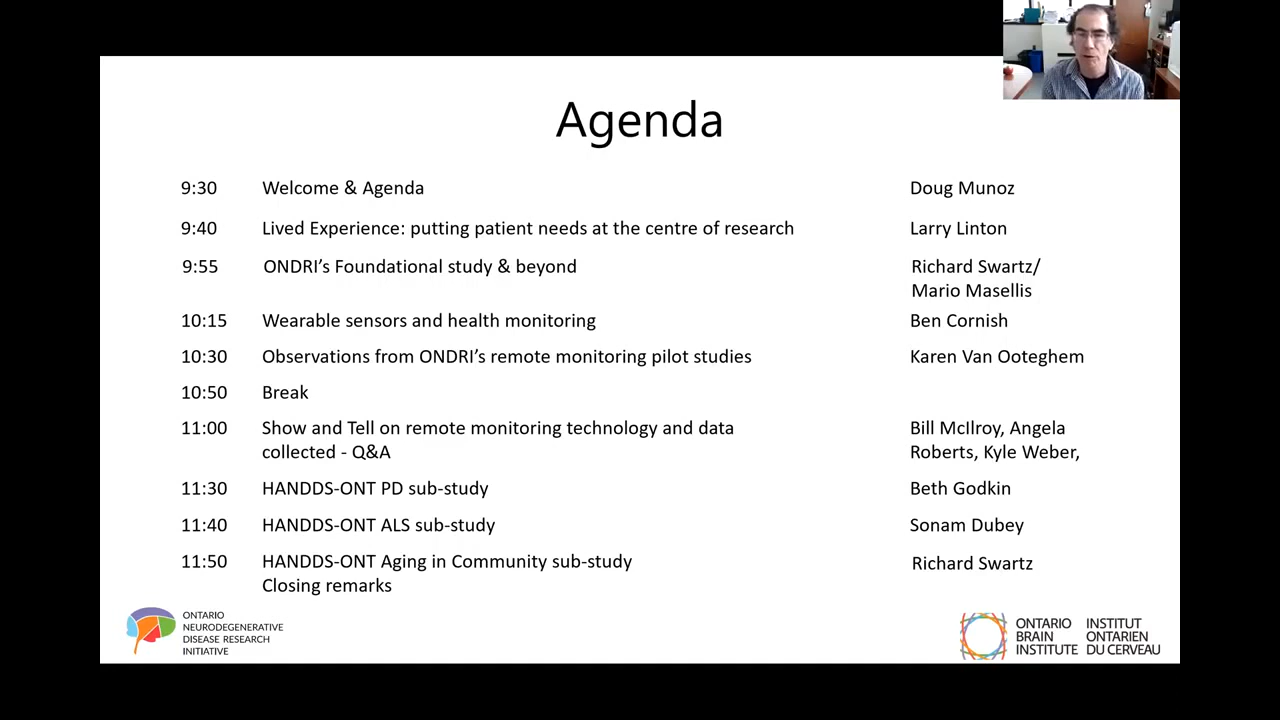 Agenda
9:30 Welcome & Agenda Doug Munoz
9:40 Lived Experience: putting patient needs at the centre of research Larry Linton
9:55 ONDRI’s Foundational study & beyond Richard Swartz/
Mario Masellis
10:15 Wearable sensors and health monitoring Ben Cornish
10:30 Observations from ONDRI’s remote monitoring pilot studies Karen Van Ooteghem
10:50 Break
11:00 Show and Tell on remote monitoring technology and data Bill McIlroy, Angela
collected - Q&A Roberts, Kyle Weber,
11:30 HANDDS-ONT PD sub-study Beth Godkin
11:40 HANDDS-ONT ALS sub-study Sonam Dubey
11:50 HANDDS-ONT Aging in Community sub-study Richard Swartz
Closing remarks
ONTARIO
NEURODEGENERATIVE
DISEASE RESEARCH
INITIATIVE
ONTARIO
BRAIN
INSTITUTE
INSTITUT
ONTARIEN
DU CERVEAU